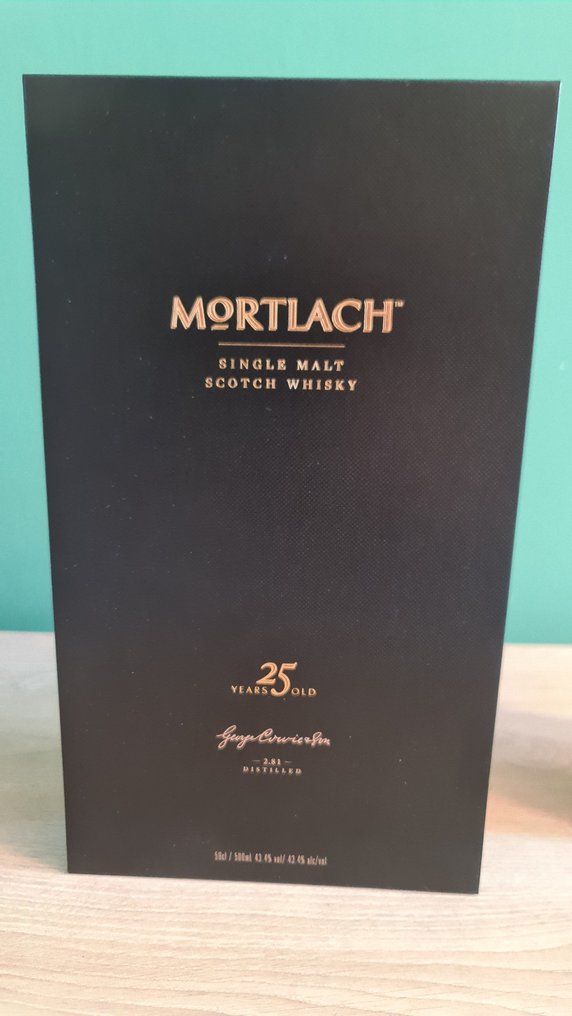 MORTLACH™
SINGLE MALT
SCOTCH WHISKY
25
YEARS OLD
George Cowie & Son
2.81
DISTILLED
50cl / 500ml 43.4% vol/ 43.4% alc/vol